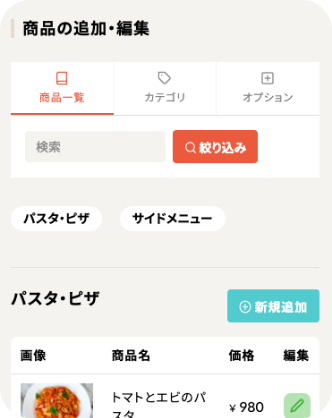 商品の追加・編集
商品一覧
カテゴリ
オプション
検索
絞り込み
パスタ・ピザ
サイドメニュー
パスタ・ピザ
新規追加
画像
商品名
価格
編集
トマトとエビのパ
スタ
¥ 980